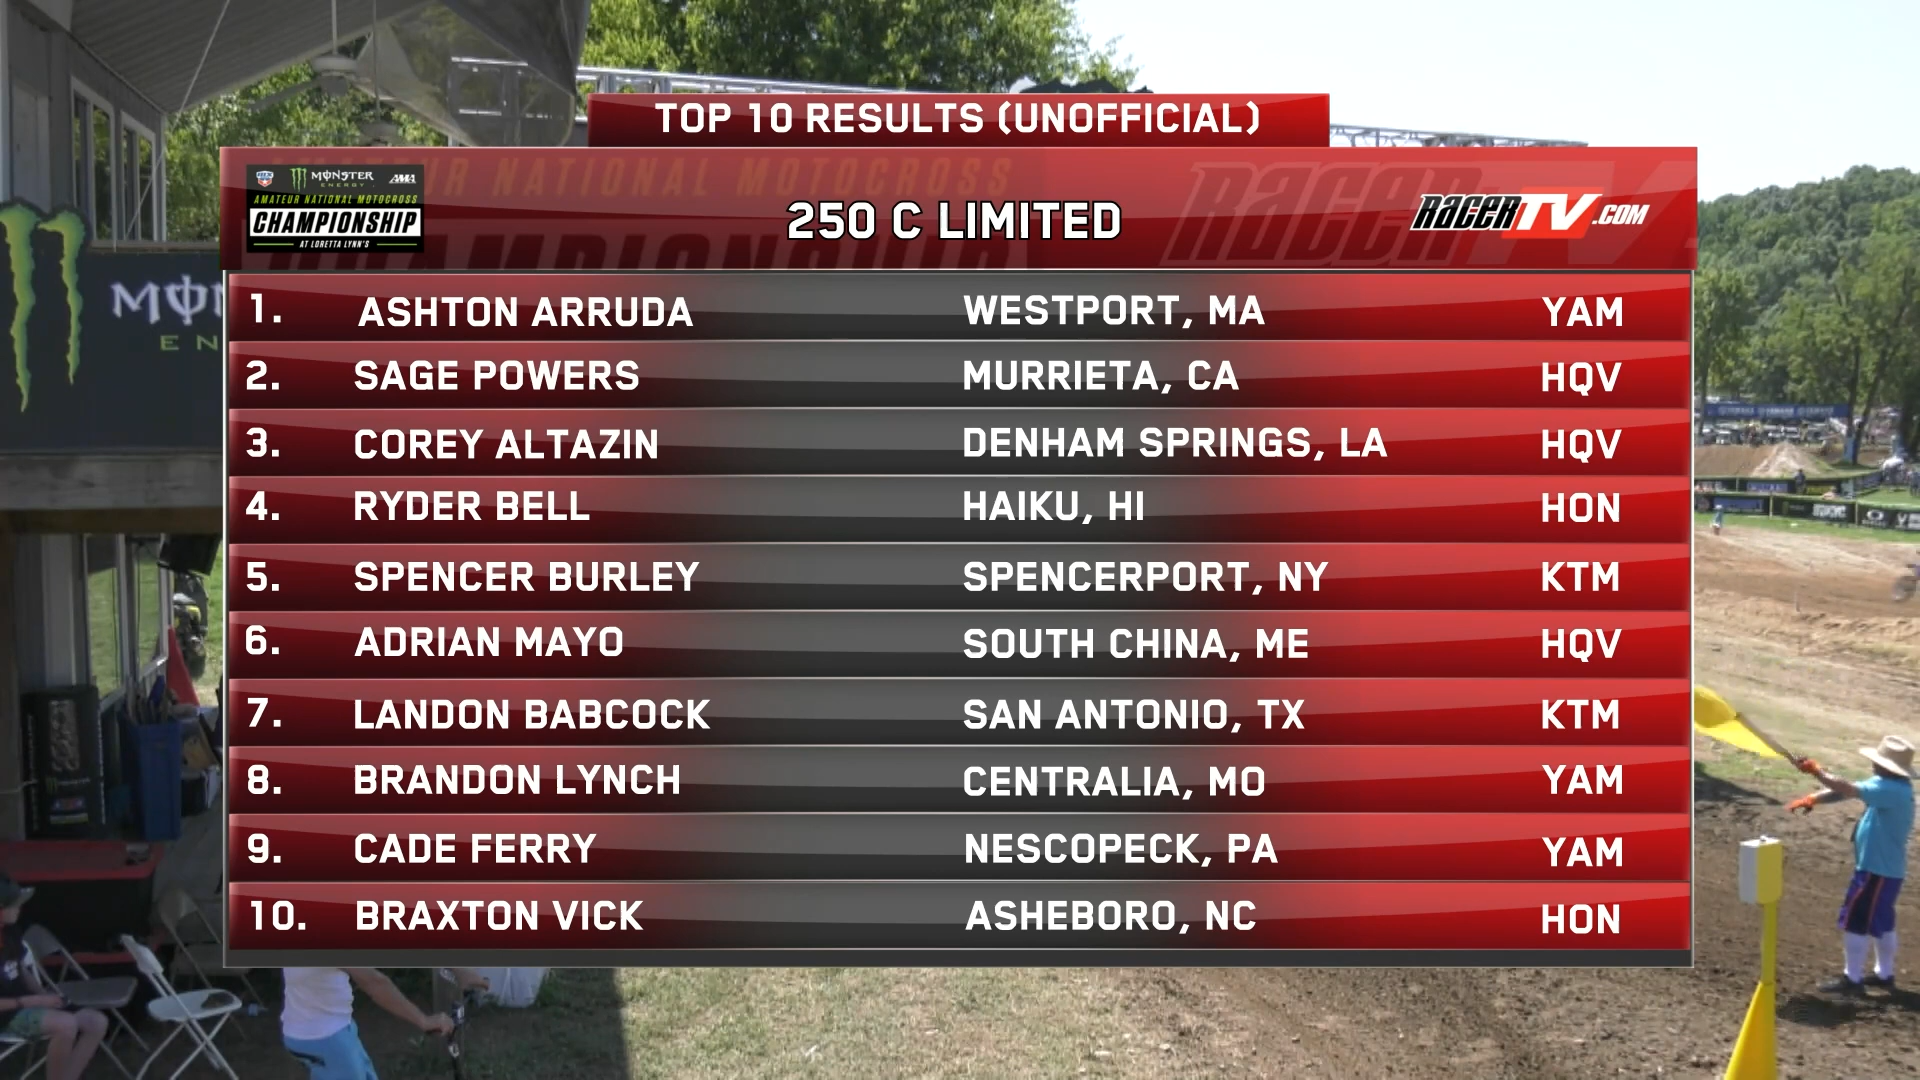 TOP 10 RESULTS (UNOFFICIAL)
MONSTER ENERGY AMA
AMATEUR NATIONAL MOTOCROSS
CHAMPIONSHIP
AT LORETTA LYNN'S
250 C LIMITED
RACERTV.COM
1. ASHTON ARRUDA WESTPORT, MA YAM
2. SAGE POWERS MURRIETA, CA HQV
3. COREY ALTAZIN DENHAM SPRINGS, LA HQV
4. RYDER BELL HAIKU, HI HON
5. SPENCER BURLEY SPENCERPORT, NY KTM
6. ADRIAN MAYO SOUTH CHINA, ME HQV
7. LANDON BABCOCK SAN ANTONIO, TX KTM
8. BRANDON LYNCH CENTRALIA, MO YAM
9. CADE FERRY NESCOPECK, PA YAM
10. BRAXTON VICK ASHEBORO, NC HON